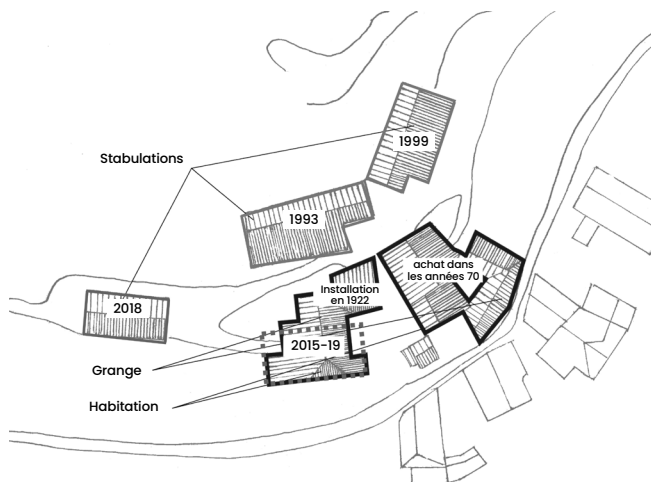 1999
Stabulations
1993
achat dans
les années 70
Installation
en 1922
2018
2015-19
Grange
Habitation